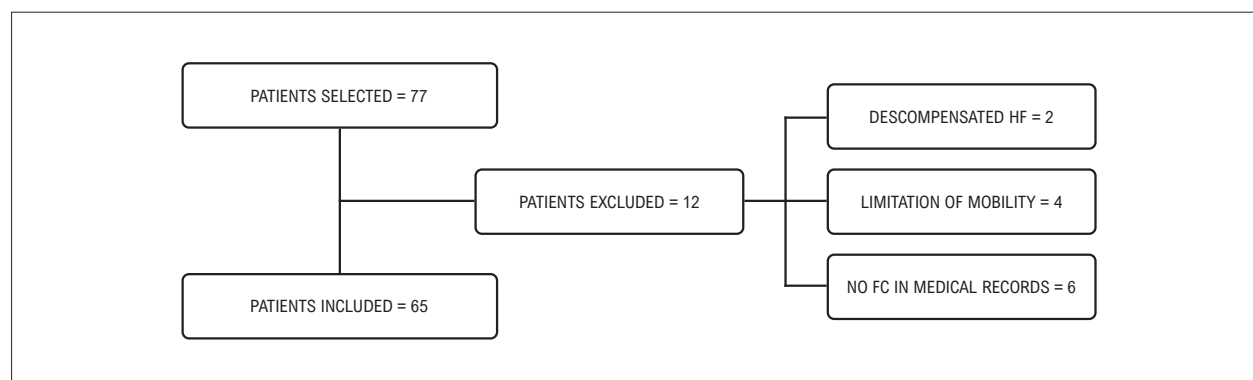 PATIENTS SELECTED = 77
DESCOMPENSATED HF = 2
PATIENTS EXCLUDED = 12
LIMITATION OF MOBILITY = 4
NO FC IN MEDICAL RECORDS = 6
PATIENTS INCLUDED = 65